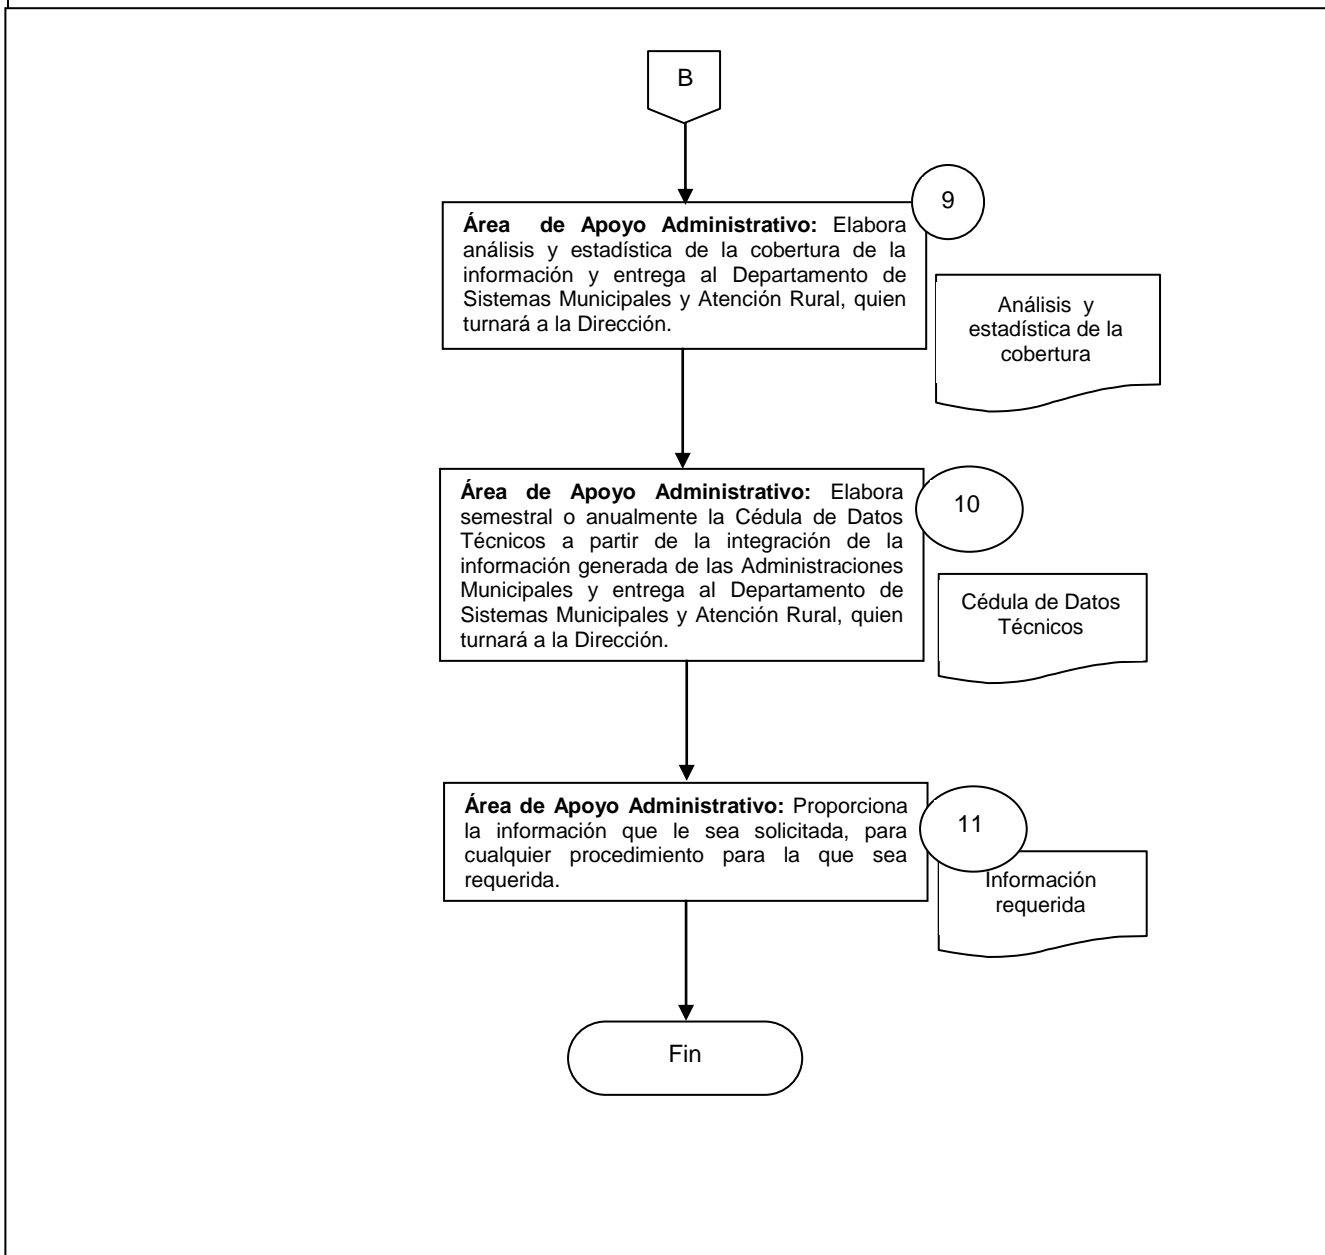 B
9
Área de Apoyo Administrativo: Elabora
análisis y estadística de la cobertura de la
información y entrega al Departamento de
Sistemas Municipales y Atención Rural, quien
turnará a la Dirección.
Análisis y
estadística de la
cobertura
10
Área de Apoyo Administrativo: Elabora
semestral o anualmente la Cédula de Datos
Técnicos a partir de la integración de la
información generada de las Administraciones
Municipales y entrega al Departamento de
Sistemas Municipales y Atención Rural, quien
turnará a la Dirección.
Cédula de Datos
Técnicos
11
Área de Apoyo Administrativo: Proporciona
la información que le sea solicitada, para
cualquier procedimiento para la que sea
requerida.
Información
requerida
Fin